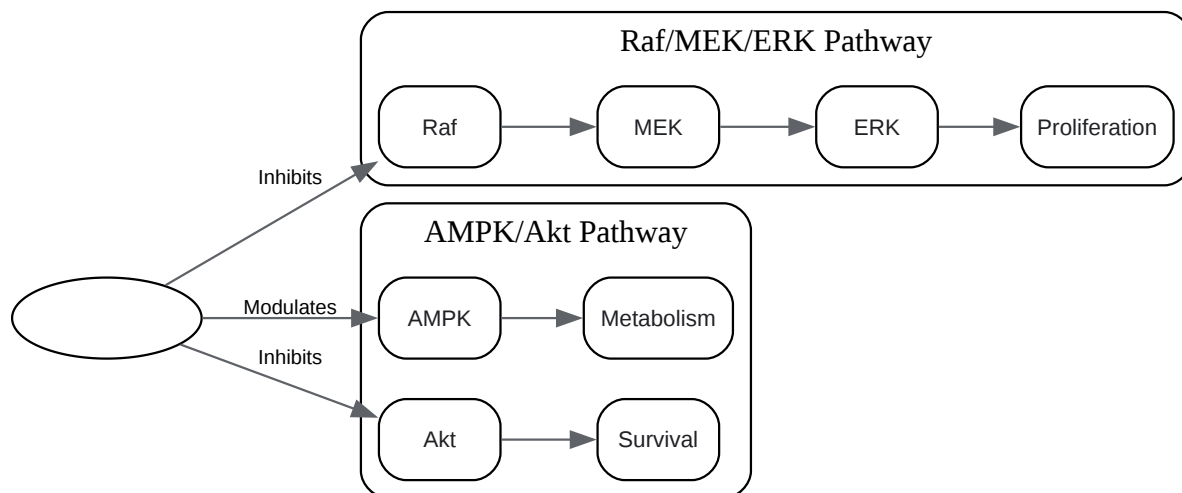 Raf/MEK/ERK Pathway
Raf
MEK
ERK
Proliferation
Inhibits
AMPK/Akt Pathway
Modulates
AMPK
Metabolism
Inhibits
Akt
Survival